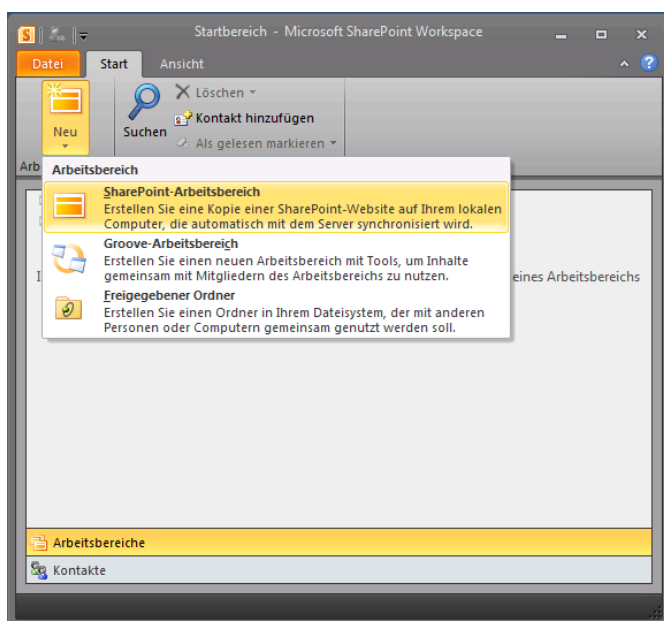 Startbereich - Microsoft SharePoint Workspace
Datei Start Ansicht
Löschen
Kontakt hinzufügen
Neu
Suchen
Als gelesen markieren
Arb
Arbeitsbereich
SharePoint-Arbeitsbereich
Erstellen Sie eine Kopie einer SharePoint-Website auf Ihrem lokalen
Computer, die automatisch mit dem Server synchronisiert wird.
Groove-Arbeitsbereich
Erstellen Sie einen neuen Arbeitsbereich mit Tools, um Inhalte
gemeinsam mit Mitgliedern des Arbeitsbereichs zu nutzen.
eines Arbeitsbereichs
Freigegebener Ordner
Erstellen Sie einen Ordner in Ihrem Dateisystem, der mit anderen
Personen oder Computern gemeinsam genutzt werden soll.
Arbeitsbereiche
Kontakte